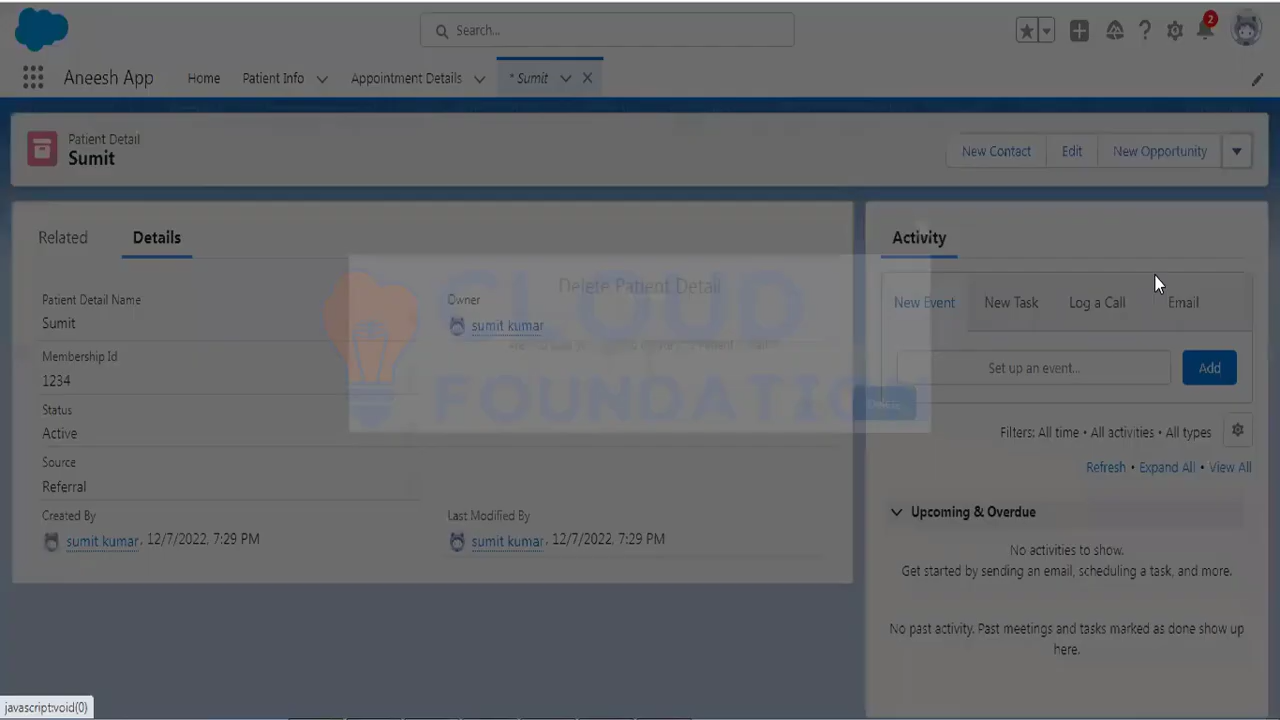 Search...
2
Aneesh App
Home
Patient Info
Appointment Details
* Sumit
Patient Detail
Sumit
New Contact
Edit
New Opportunity
Related
Details
Patient Detail Name
Sumit
Membership Id
1234
Status
Active
Source
Referral
Created By
sumit kumar, 12/7/2022, 7:29 PM
Owner
sumit kumar
Last Modified By
sumit kumar, 12/7/2022, 7:29 PM
Delete Patient Detail
Delete
CLOUD
FOUNDATION
Activity
New Event
New Task
Log a Call
Email
Set up an event...
Add
Filters: All time • All activities • All types
Refresh • Expand All • View All
Upcoming & Overdue
No activities to show.
Get started by sending an email, scheduling a task, and more.
No past activity. Past meetings and tasks marked as done show up
here.
javascript:void(0)